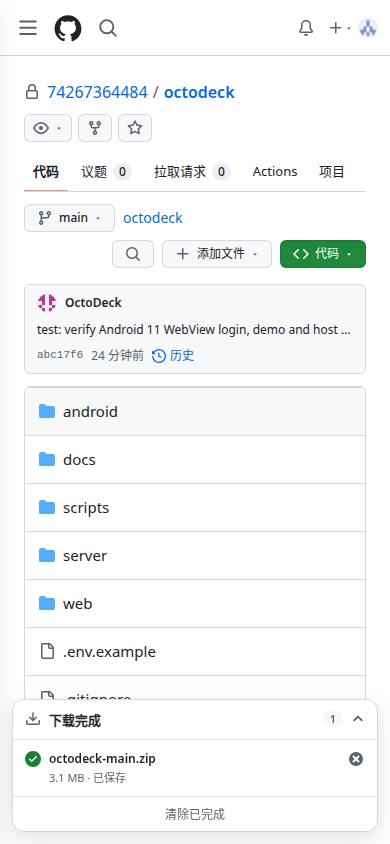 74267364484 / octodeck
代码 议题 0 拉取请求 0 Actions 项目
main octodeck
添加文件 代码
OctoDeck
test: verify Android 11 WebView login, demo and host ...
abc17f6 24 分钟前 历史
android
docs
scripts
server
web
.env.example
.gitignore
下载完成 1
octodeck-main.zip
3.1 MB · 已保存
清除已完成